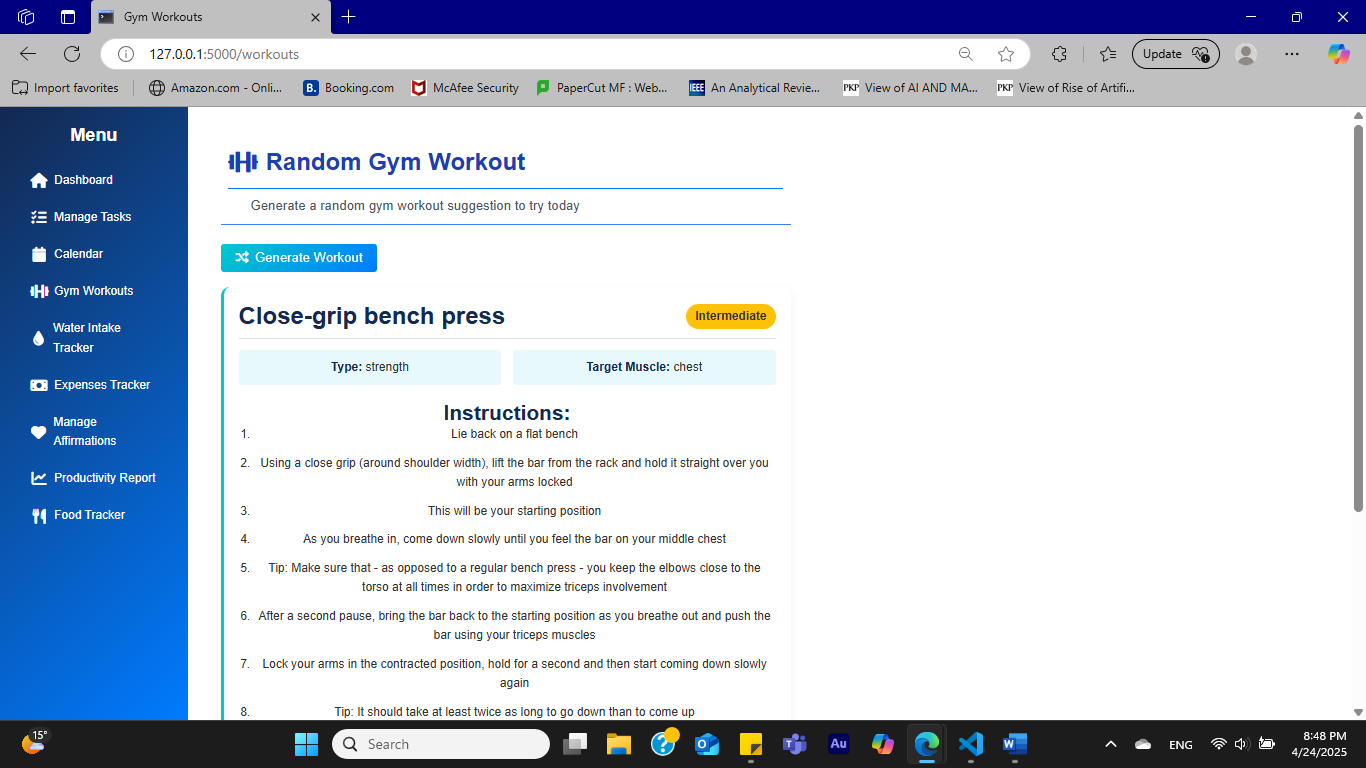 Gym Workouts
127.0.0.1:5000/workouts
Update
Import favorites
Amazon.com - Onli...
B.
Booking.com
McAfee Security
PaperCut MF : Web...
IEEE
An Analytical Revie...
PKP
View of AI AND MA...
PKP
View of Rise of Artifi...
Menu
Dashboard
Manage Tasks
Calendar
Gym Workouts
Water Intake
Tracker
Expenses Tracker
Manage
Affirmations
Productivity Report
Food Tracker
Random Gym Workout
Generate a random gym workout suggestion to try today
Generate Workout
Close-grip bench press
Intermediate
Type: strength
Target Muscle: chest
Instructions:
1. Lie back on a flat bench
2. Using a close grip (around shoulder width), lift the bar from the rack and hold it straight over you
with your arms locked
3. This will be your starting position
4. As you breathe in, come down slowly until you feel the bar on your middle chest
5. Tip: Make sure that - as opposed to a regular bench press - you keep the elbows close to the
torso at all times in order to maximize triceps involvement
6. After a second pause, bring the bar back to the starting position as you breathe out and push the
bar using your triceps muscles
7. Lock your arms in the contracted position, hold for a second and then start coming down slowly
again
8. Tip: It should take at least twice as long to go down than to come up
15°
Search
Au
ENG
8:48 PM
4/24/2025